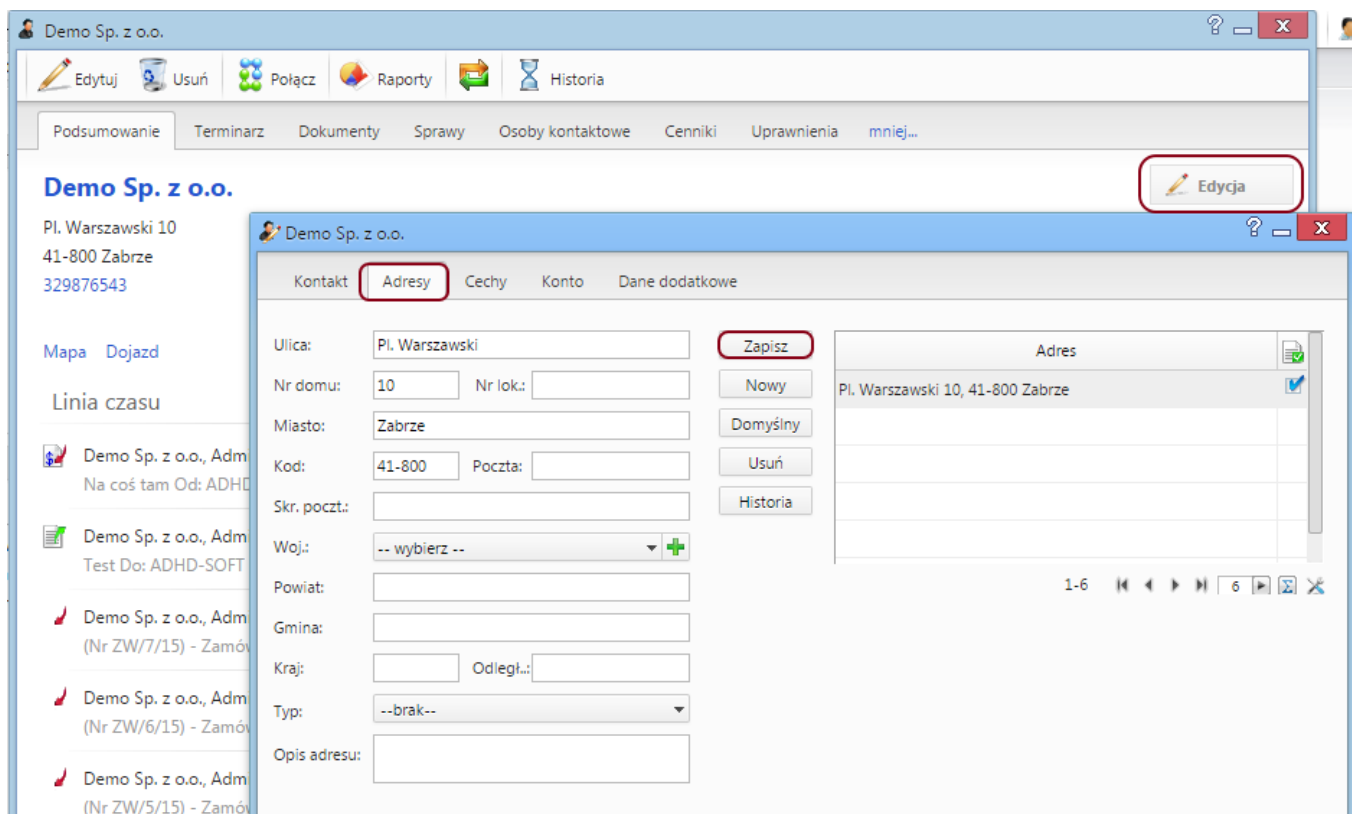 Demo Sp. z o.o.
Edytuj Usuń Połącz Raporty Historia
Podsumowanie Terminarz Dokumenty Sprawy Osoby kontaktowe Cenniki Uprawnienia mniej...
Demo Sp. z o.o.
Edycja
Pl. Warszawski 10
41-800 Zabrze
329876543
Mapa Dojazd
Linia czasu
Demo Sp. z o.o., Adm
Na coś tam Od: ADHD
Demo Sp. z o.o., Adm
Test Do: ADHD-SOFT
Demo Sp. z o.o., Adm
(Nr ZW/7/15) - Zamów
Demo Sp. z o.o., Adm
(Nr ZW/6/15) - Zamów
Demo Sp. z o.o., Adm
(Nr ZW/5/15) - Zamów
Demo Sp. z o.o.
Kontakt Adresy Cechy Konto Dane dodatkowe
Ulica: Pl. Warszawski
Nr domu: 10 Nr lok.:
Miasto: Zabrze
Kod: 41-800 Poczta:
Skr. poczt.:
Woj.: -- wybierz --
Powiat:
Gmina:
Kraj: Odległ..:
Typ: --brak--
Opis adresu:
Zapisz
Nowy
Domyślny
Usuń
Historia
Adres
Pl. Warszawski 10, 41-800 Zabrze
1-6 6